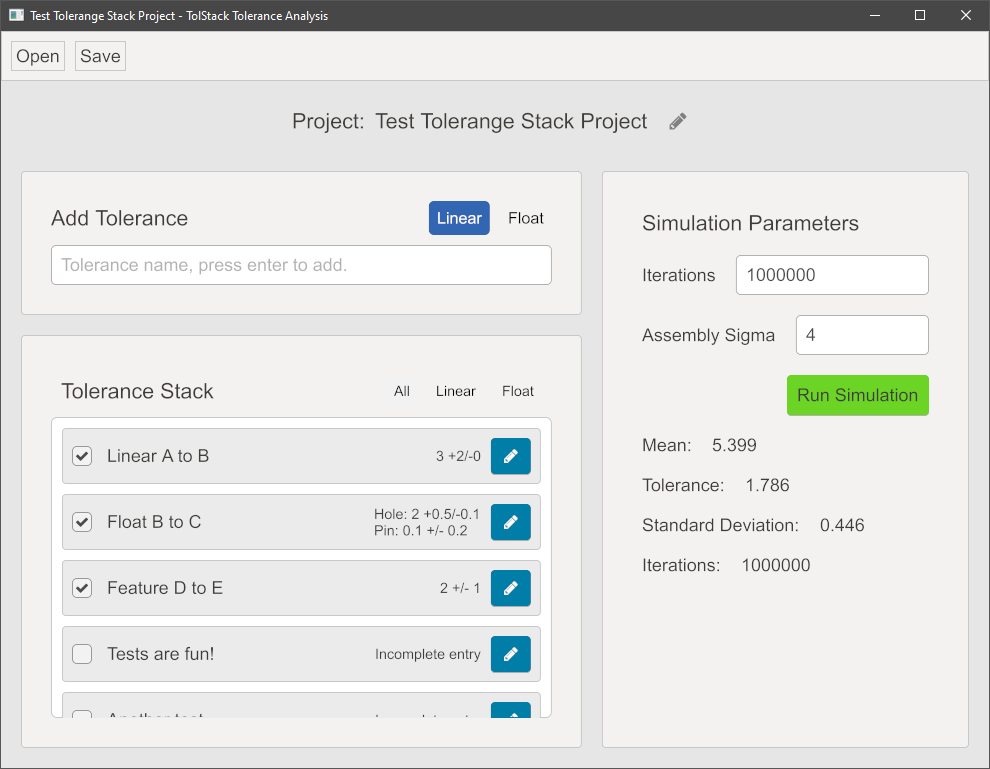 Test Tolerange Stack Project - TolStack Tolerance Analysis
Open Save
Project: Test Tolerange Stack Project
Add Tolerance Linear Float
Tolerance name, press enter to add.
Tolerance Stack All Linear Float
Linear A to B 3 +2/-0
Float B to C Hole: 2 +0.5/-0.1
Pin: 0.1 +/- 0.2
Feature D to E 2 +/- 1
Tests are fun! Incomplete entry
Simulation Parameters
Iterations 1000000
Assembly Sigma 4
Run Simulation
Mean: 5.399
Tolerance: 1.786
Standard Deviation: 0.446
Iterations: 1000000